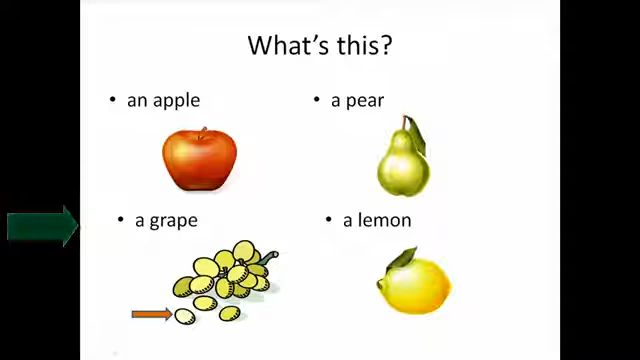 What's this?
• an apple
• a pear
• a grape
• a lemon